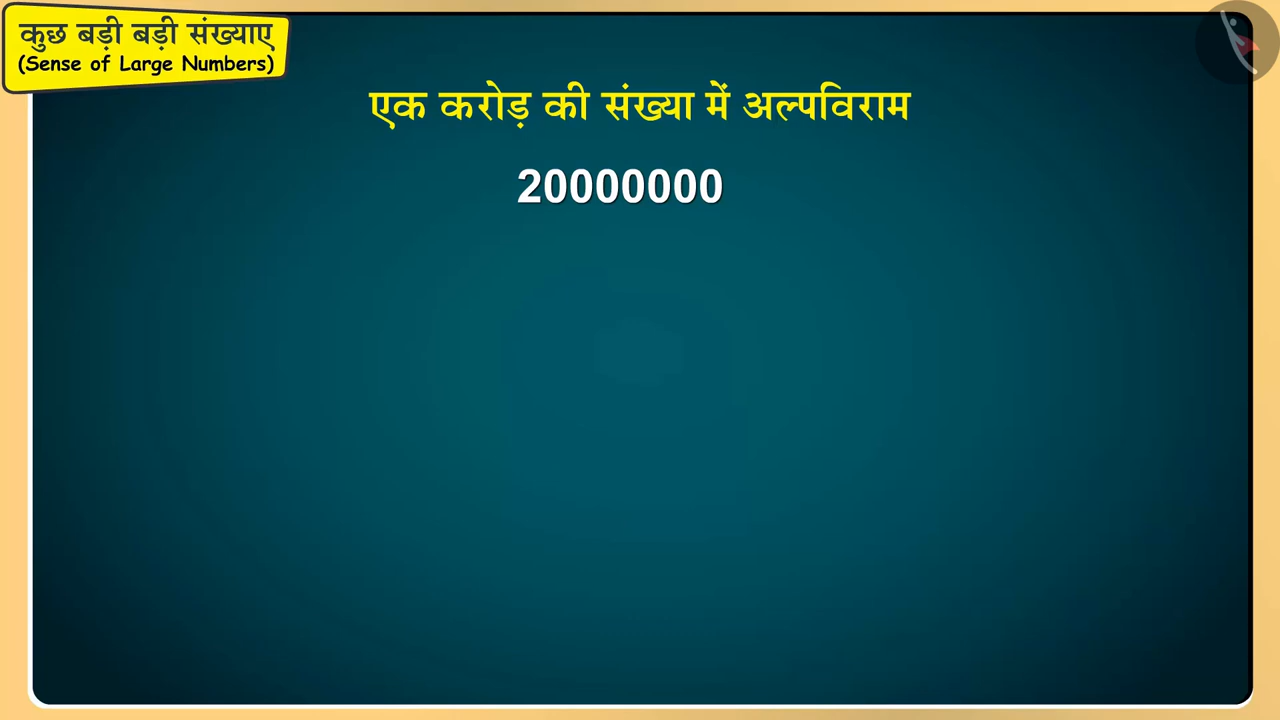 कुछ बड़ी बड़ी संख्याए
(Sense of Large Numbers)
एक करोड़ की संख्या में अल्पविराम
20000000